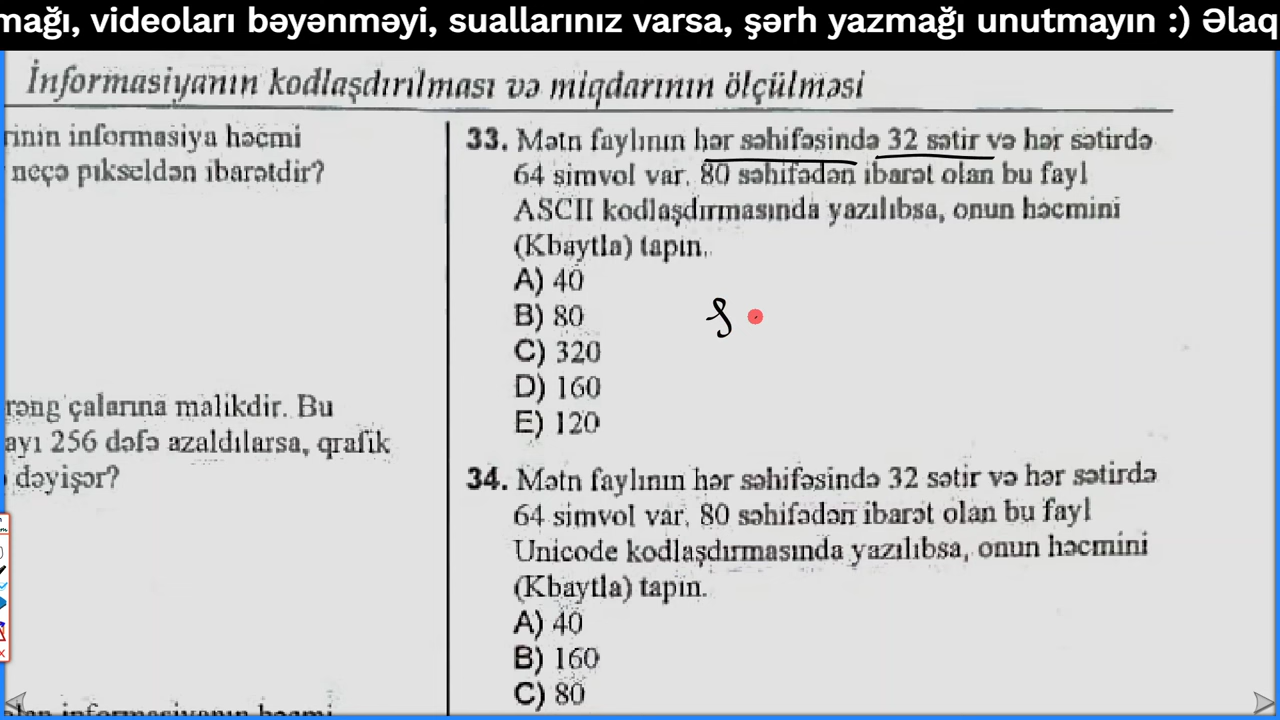 mağı, videoları bəyənməyi, suallarınız varsa, şərh yazmağı unutmayın :) Əlaq
İnformasiyanın kodlaşdırılması və miqdarının ölçülməsi
rinin informasiya həcmi
neçə pikseldən ibarətdir?
rəng çalarına malikdir. Bu
ayı 256 dəfə azaldılarsa, qrafik
dəyişər?
33. Mətn faylının hər səhifəsində 32 sətir və hər sətirdə
64 simvol var. 80 səhifədən ibarət olan bu fayl
ASCII kodlaşdırmasında yazılıbsa, onun həcmini
(Kbaytla) tapın.
A) 40
B) 80
C) 320
D) 160
E) 120
34. Mətn faylının hər səhifəsində 32 sətir və hər sətirdə
64 simvol var. 80 səhifədən ibarət olan bu fayl
Unicode kodlaşdırmasında yazılıbsa, onun həcmini
(Kbaytla) tapın.
A) 40
B) 160
C) 80